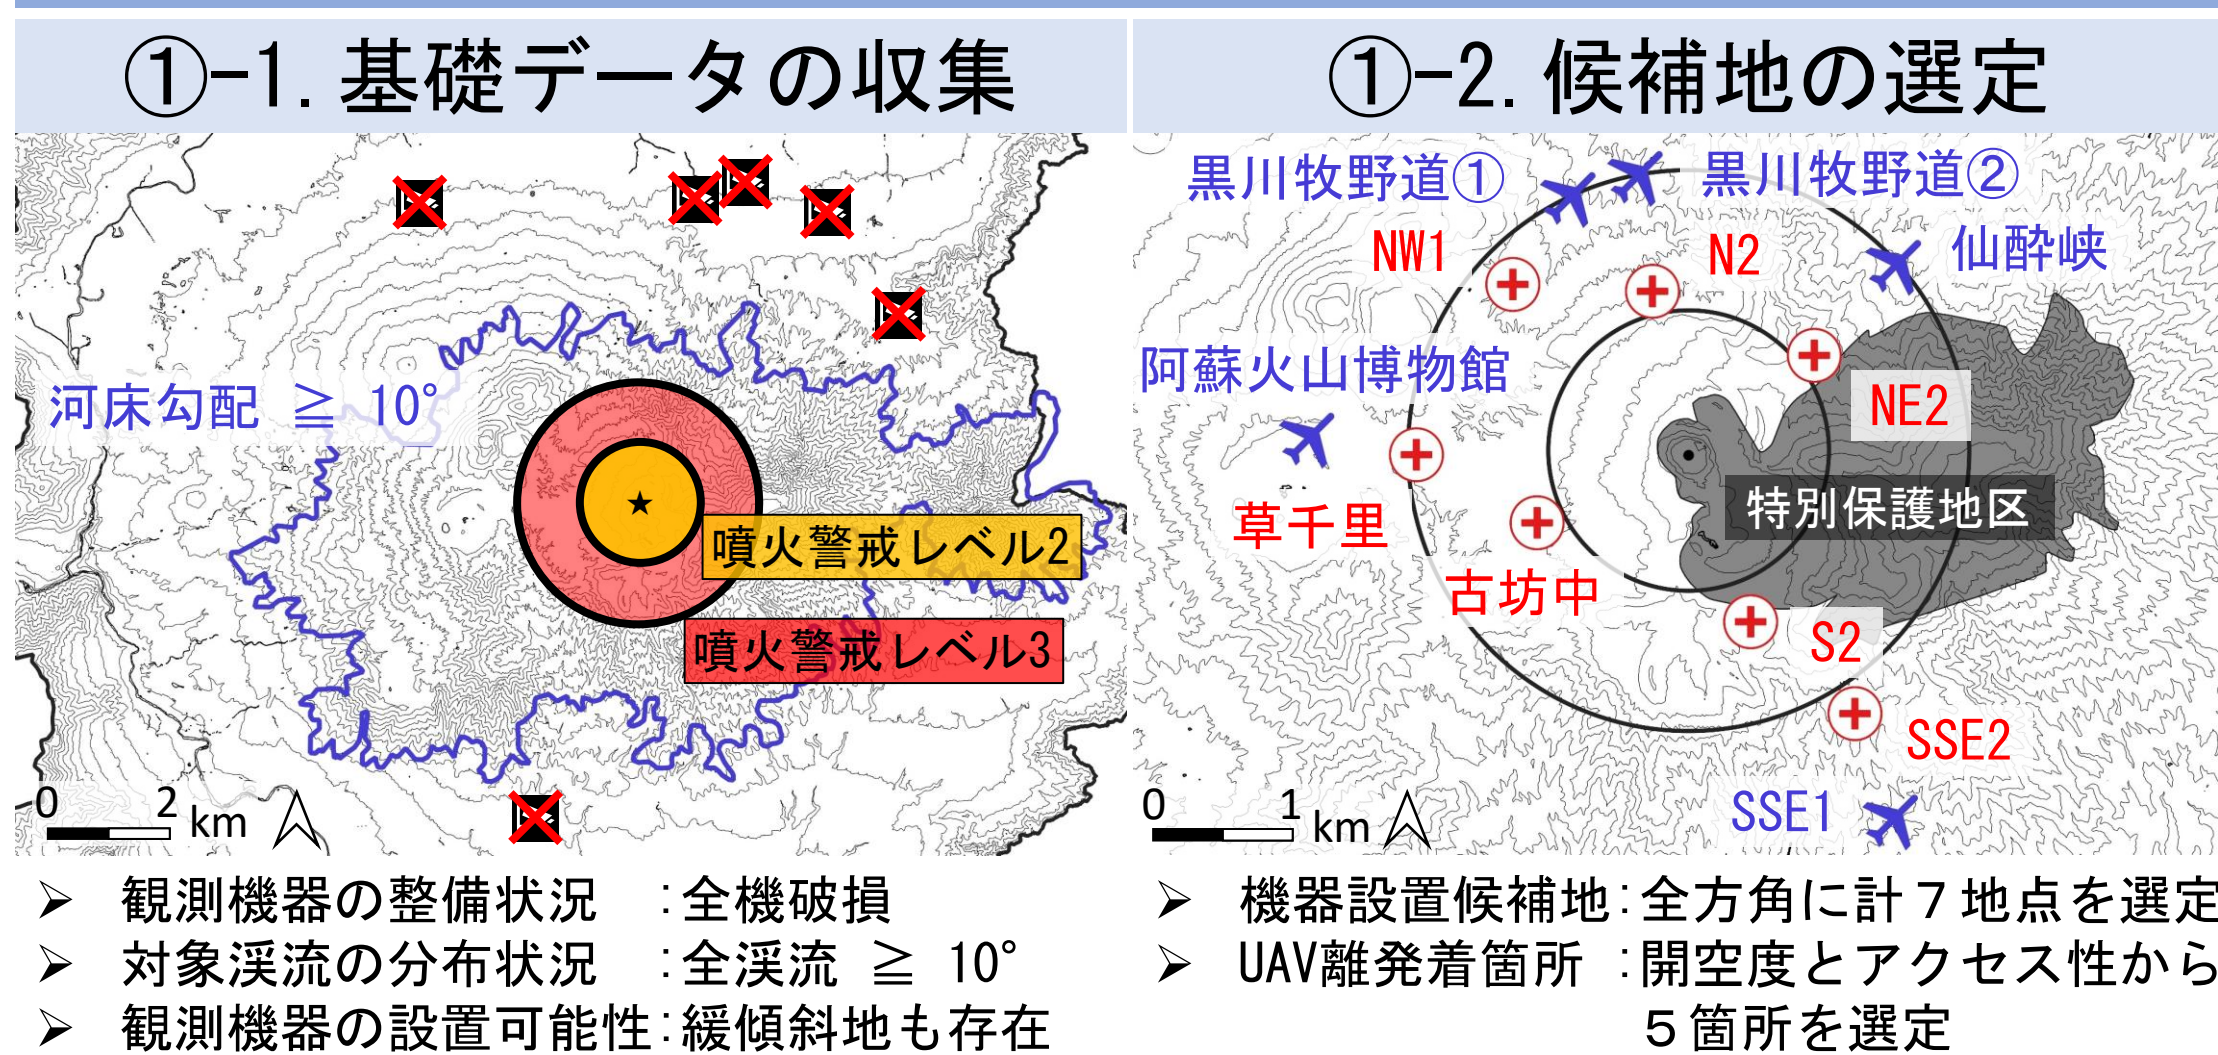 ①-1.基礎データの収集
河床勾配 ≧ 10°
噴火警戒レベル2
噴火警戒レベル3
0 2 km
➢ 観測機器の整備状況 :全機破損
➢ 対象渓流の分布状況 :全渓流 ≧ 10°
➢ 観測機器の設置可能性:緩傾斜地も存在
①-2.候補地の選定
黒川牧野道①
黒川牧野道②
NW1
N2
仙酔峡
阿蘇火山博物館
NE2
特別保護地区
草千里
古坊中
S2
SSE2
SSE1
0 1 km
➢ 機器設置候補地:全方角に計7地点を選定
➢ UAV離発着箇所 :開空度とアクセス性から
5箇所を選定